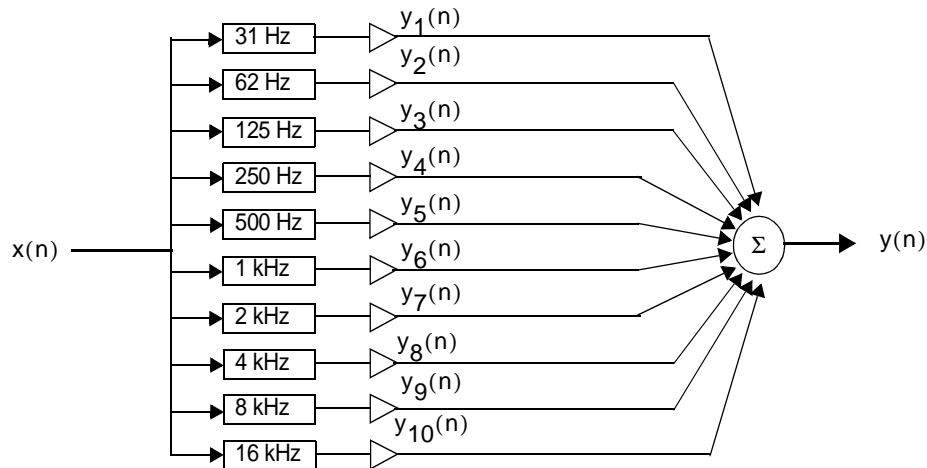 31 Hz y1(n)
62 Hz y2(n)
125 Hz y3(n)
250 Hz y4(n)
500 Hz y5(n)
x(n) Σ y(n)
1 kHz y6(n)
2 kHz y7(n)
4 kHz y8(n)
8 kHz y9(n)
16 kHz y10(n)